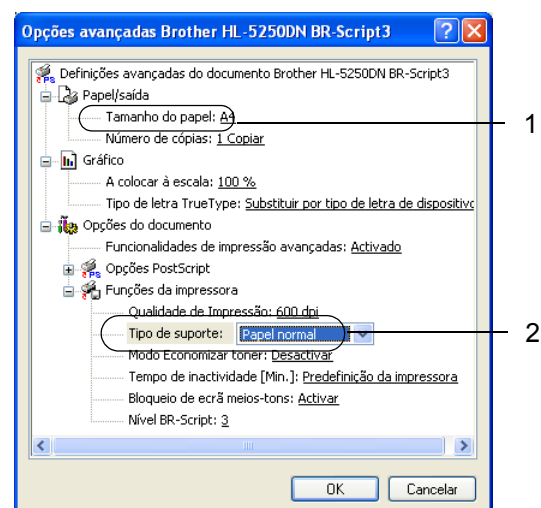 Opções avançadas Brother HL-5250DN BR-Script3
Definições avançadas do documento Brother HL-5250DN BR-Script3
Papel/saída
Tamanho do papel: A4
1
Número de cópias: 1 Copiar
Gráfico
A colocar à escala: 100 %
Tipo de letra TrueType: Substituir por tipo de letra de dispositivo
Opções do documento
Funcionalidades de impressão avançadas: Activado
Opções PostScript
Funções da impressora
Qualidade de Impressão: 600 dpi
Tipo de suporte: Papel normal
2
Modo Economizar toner: Desactivar
Tempo de inactividade [Min.]: Predefinição da impressora
Bloqueio de ecrã meios-tons: Activar
Nível BR-Script: 3
OK
Cancelar